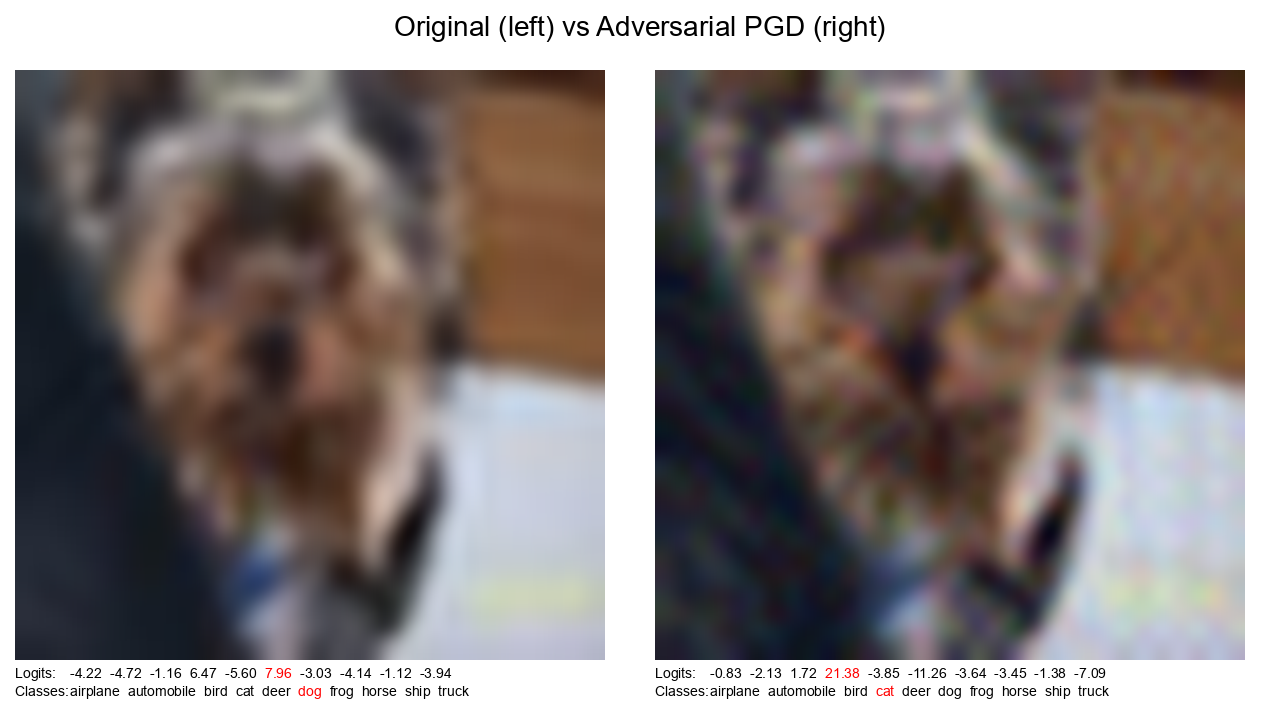 Original (left) vs Adversarial PGD (right)
Logits: -4.22 -4.72 -1.16 6.47 -5.60 7.96 -3.03 -4.14 -1.12 -3.94
Classes:airplane automobile bird cat deer dog frog horse ship truck
Logits: -0.83 -2.13 1.72 21.38 -3.85 -11.26 -3.64 -3.45 -1.38 -7.09
Classes:airplane automobile bird cat deer dog frog horse ship truck